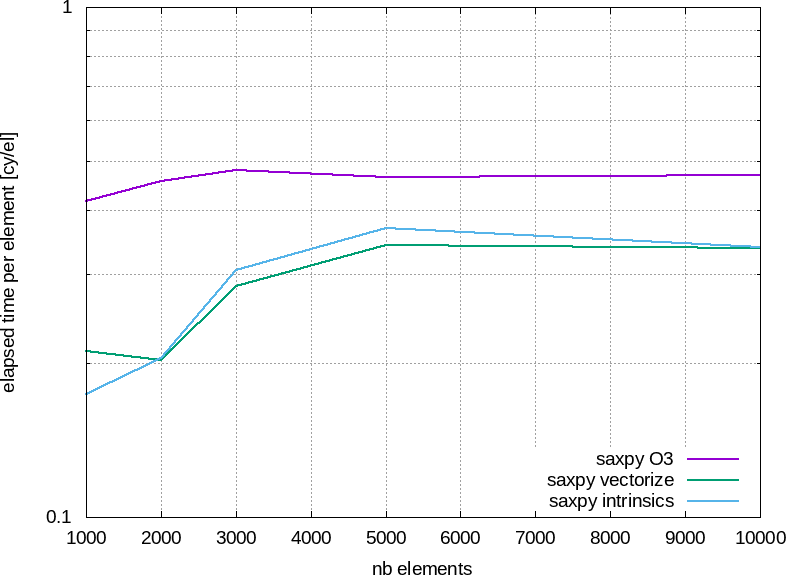 1
0.1
elapsed time per element [cy/el]
saxpy O3
saxpy vectorize
saxpy intrinsics
1000 2000 3000 4000 5000 6000 7000 8000 9000 10000
nb elements